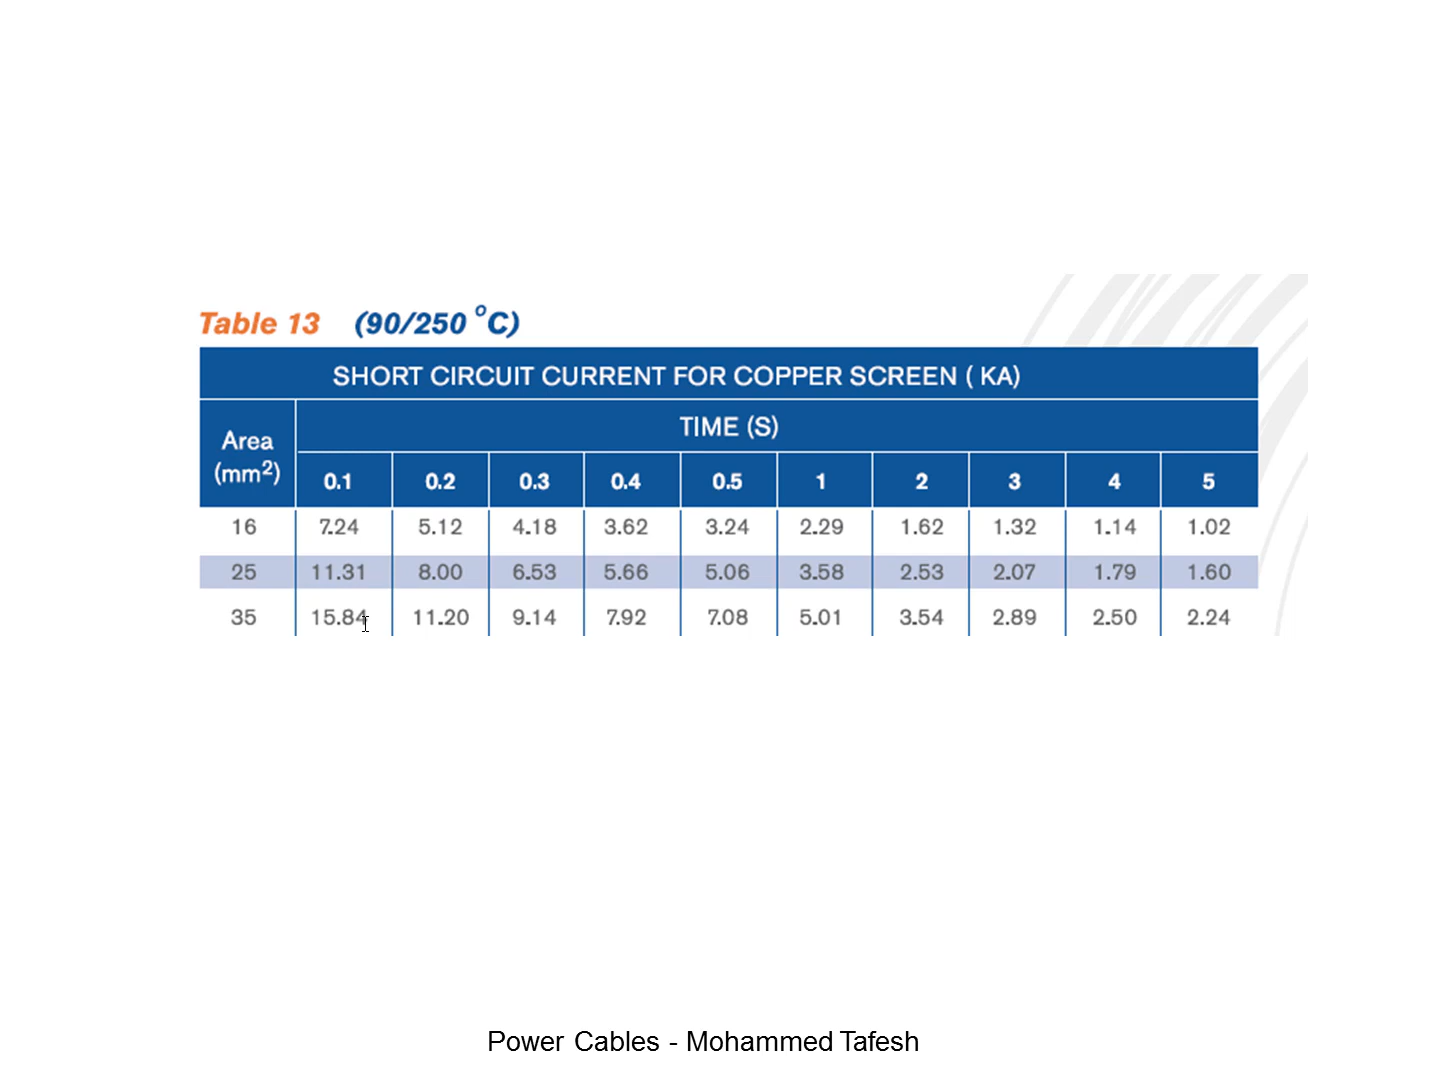 Table 13 (90/250 °C)
SHORT CIRCUIT CURRENT FOR COPPER SCREEN ( KA)
Area (mm²) TIME (S)
0.1 0.2 0.3 0.4 0.5 1 2 3 4 5
16 7.24 5.12 4.18 3.62 3.24 2.29 1.62 1.32 1.14 1.02
25 11.31 8.00 6.53 5.66 5.06 3.58 2.53 2.07 1.79 1.60
35 15.84 11.20 9.14 7.92 7.08 5.01 3.54 2.89 2.50 2.24
Power Cables - Mohammed Tafesh